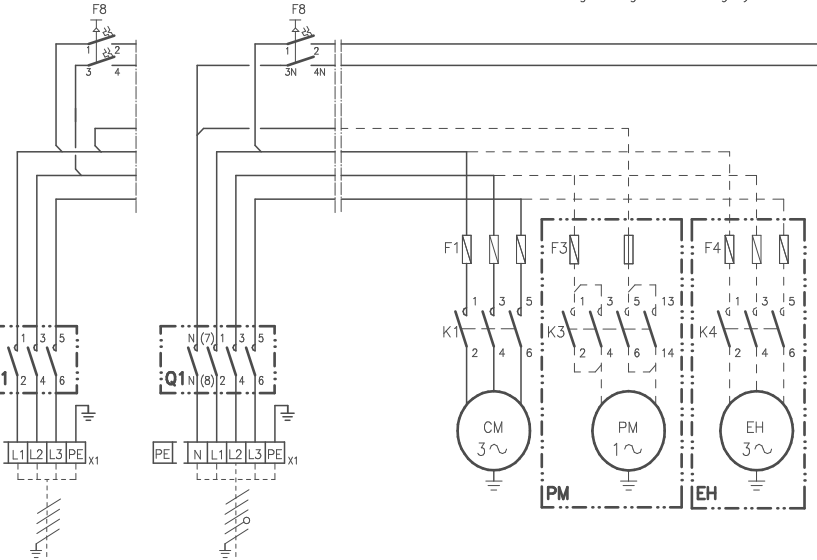 F8
F8
1 2
1 2
3 4
3N 4N
F1
F3
F4
1 3 5
1 3 5 13
1 3 5
K1
K3
K4
2 4 6
2 4 6 14
2 4 6
1 3 5
N (7) 1 3 5
1
2 4 6
Q1
N (8) 2 4 6
CM
3
PM
1
EH
3
L1 L2 L3 PE X1
PE
N L1 L2 L3 PE X1
PM
EH